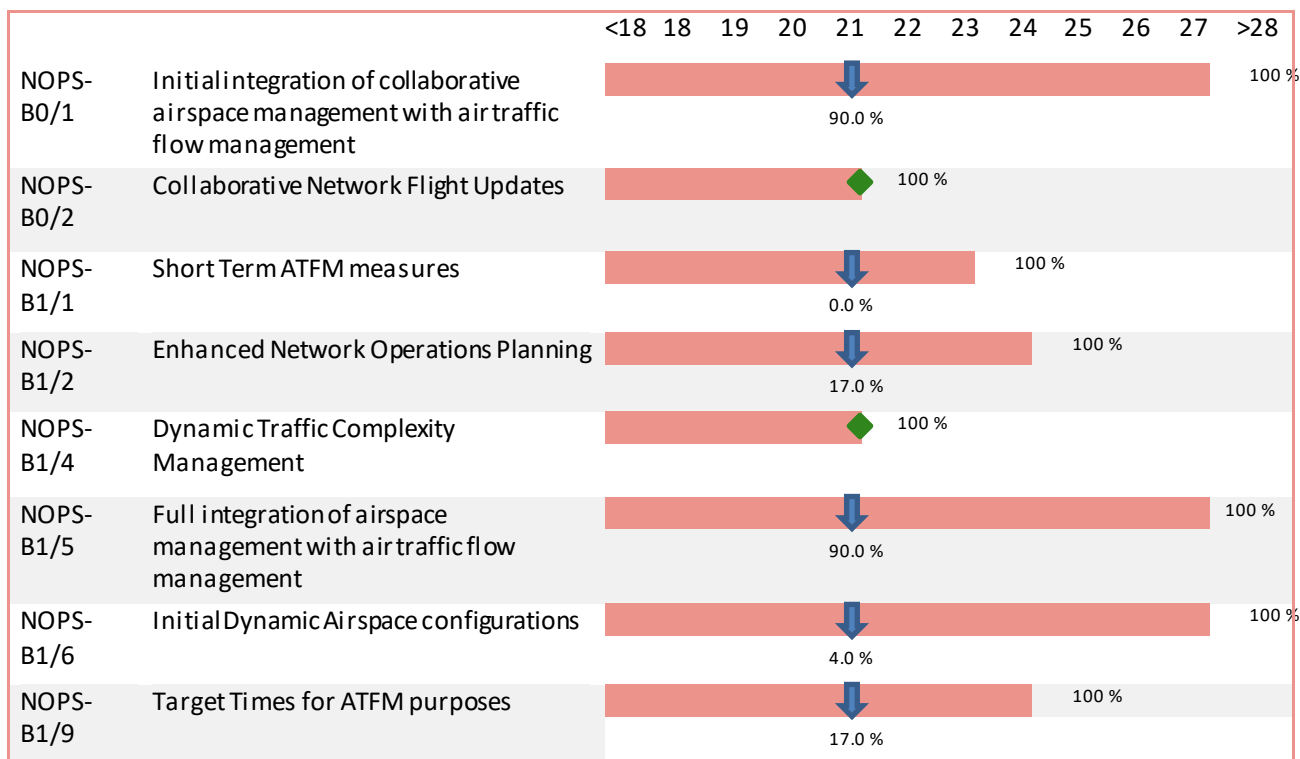 <18 18 19 20 21 22 23 24 25 26 27 >28
NOPS- Initial integration of collaborative 100 %
B0/1 airspace management with air traffic 90.0 %
flow management
NOPS- Collaborative Network Flight Updates 100 %
B0/2
NOPS- Short Term ATFM measures 100 %
B1/1 0.0 %
NOPS- Enhanced Network Operations Planning 100 %
B1/2 17.0 %
NOPS- Dynamic Traffic Complexity 100 %
B1/4 Management
NOPS- Full integration of airspace 100 %
B1/5 management with air traffic flow 90.0 %
management
NOPS- Initial Dynamic Airspace configurations 100 %
B1/6 4.0 %
NOPS- Target Times for ATFM purposes 100 %
B1/9 17.0 %